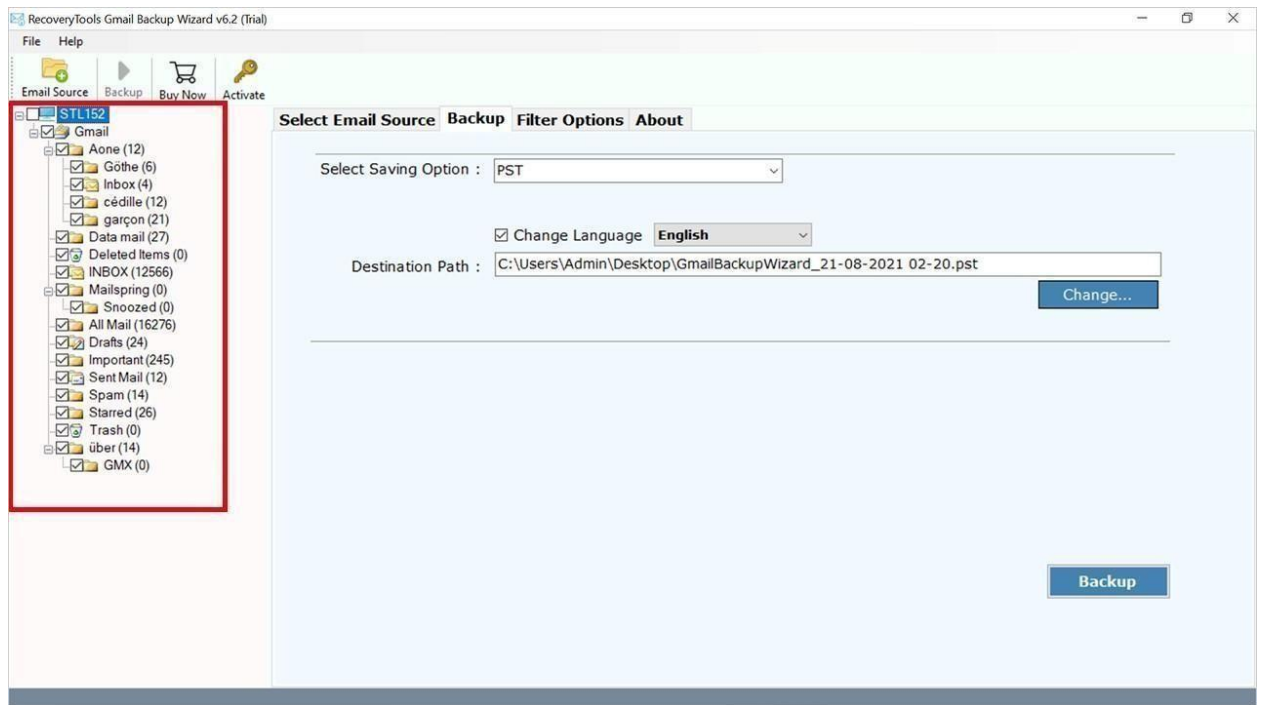 RecoveryTools Gmail Backup Wizard v6.2 (Trial)
File Help
Email Source Backup Buy Now Activate
STL152
Gmail
Aone (12)
Göthe (6)
Inbox (4)
cédille (12)
garçon (21)
Data mail (27)
Deleted Items (0)
INBOX (12566)
Mailspring (0)
Snoozed (0)
All Mail (16276)
Drafts (24)
Important (245)
Sent Mail (12)
Spam (14)
Starred (26)
Trash (0)
über (14)
GMX (0)
Select Email Source Backup Filter Options About
Select Saving Option : PST
Change Language English
Destination Path : C:\Users\Admin\Desktop\GmailBackupWizard_21-08-2021 02-20.pst
Change...
Backup